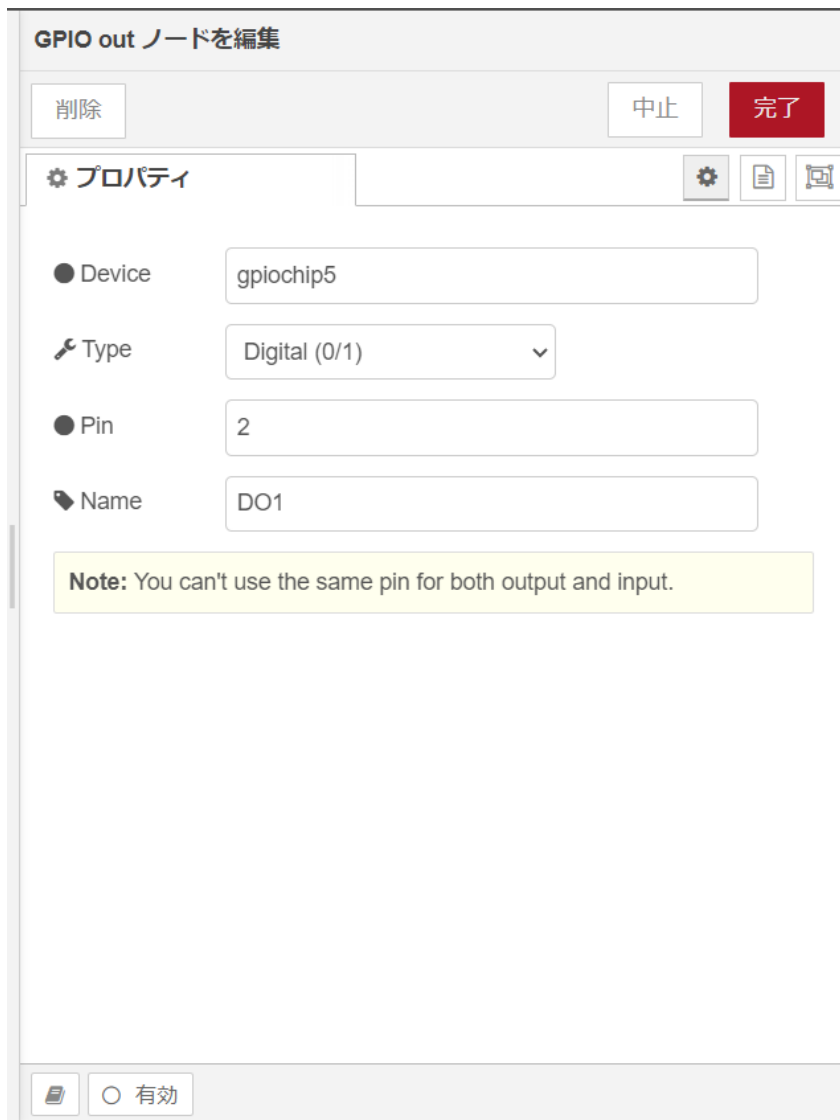 GPIO out ノードを編集
削除
中止
完了
プロパティ
Device
gpiochip5
Type
Digital (0/1)
Pin
2
Name
DO1
Note: You can't use the same pin for both output and input.
有効